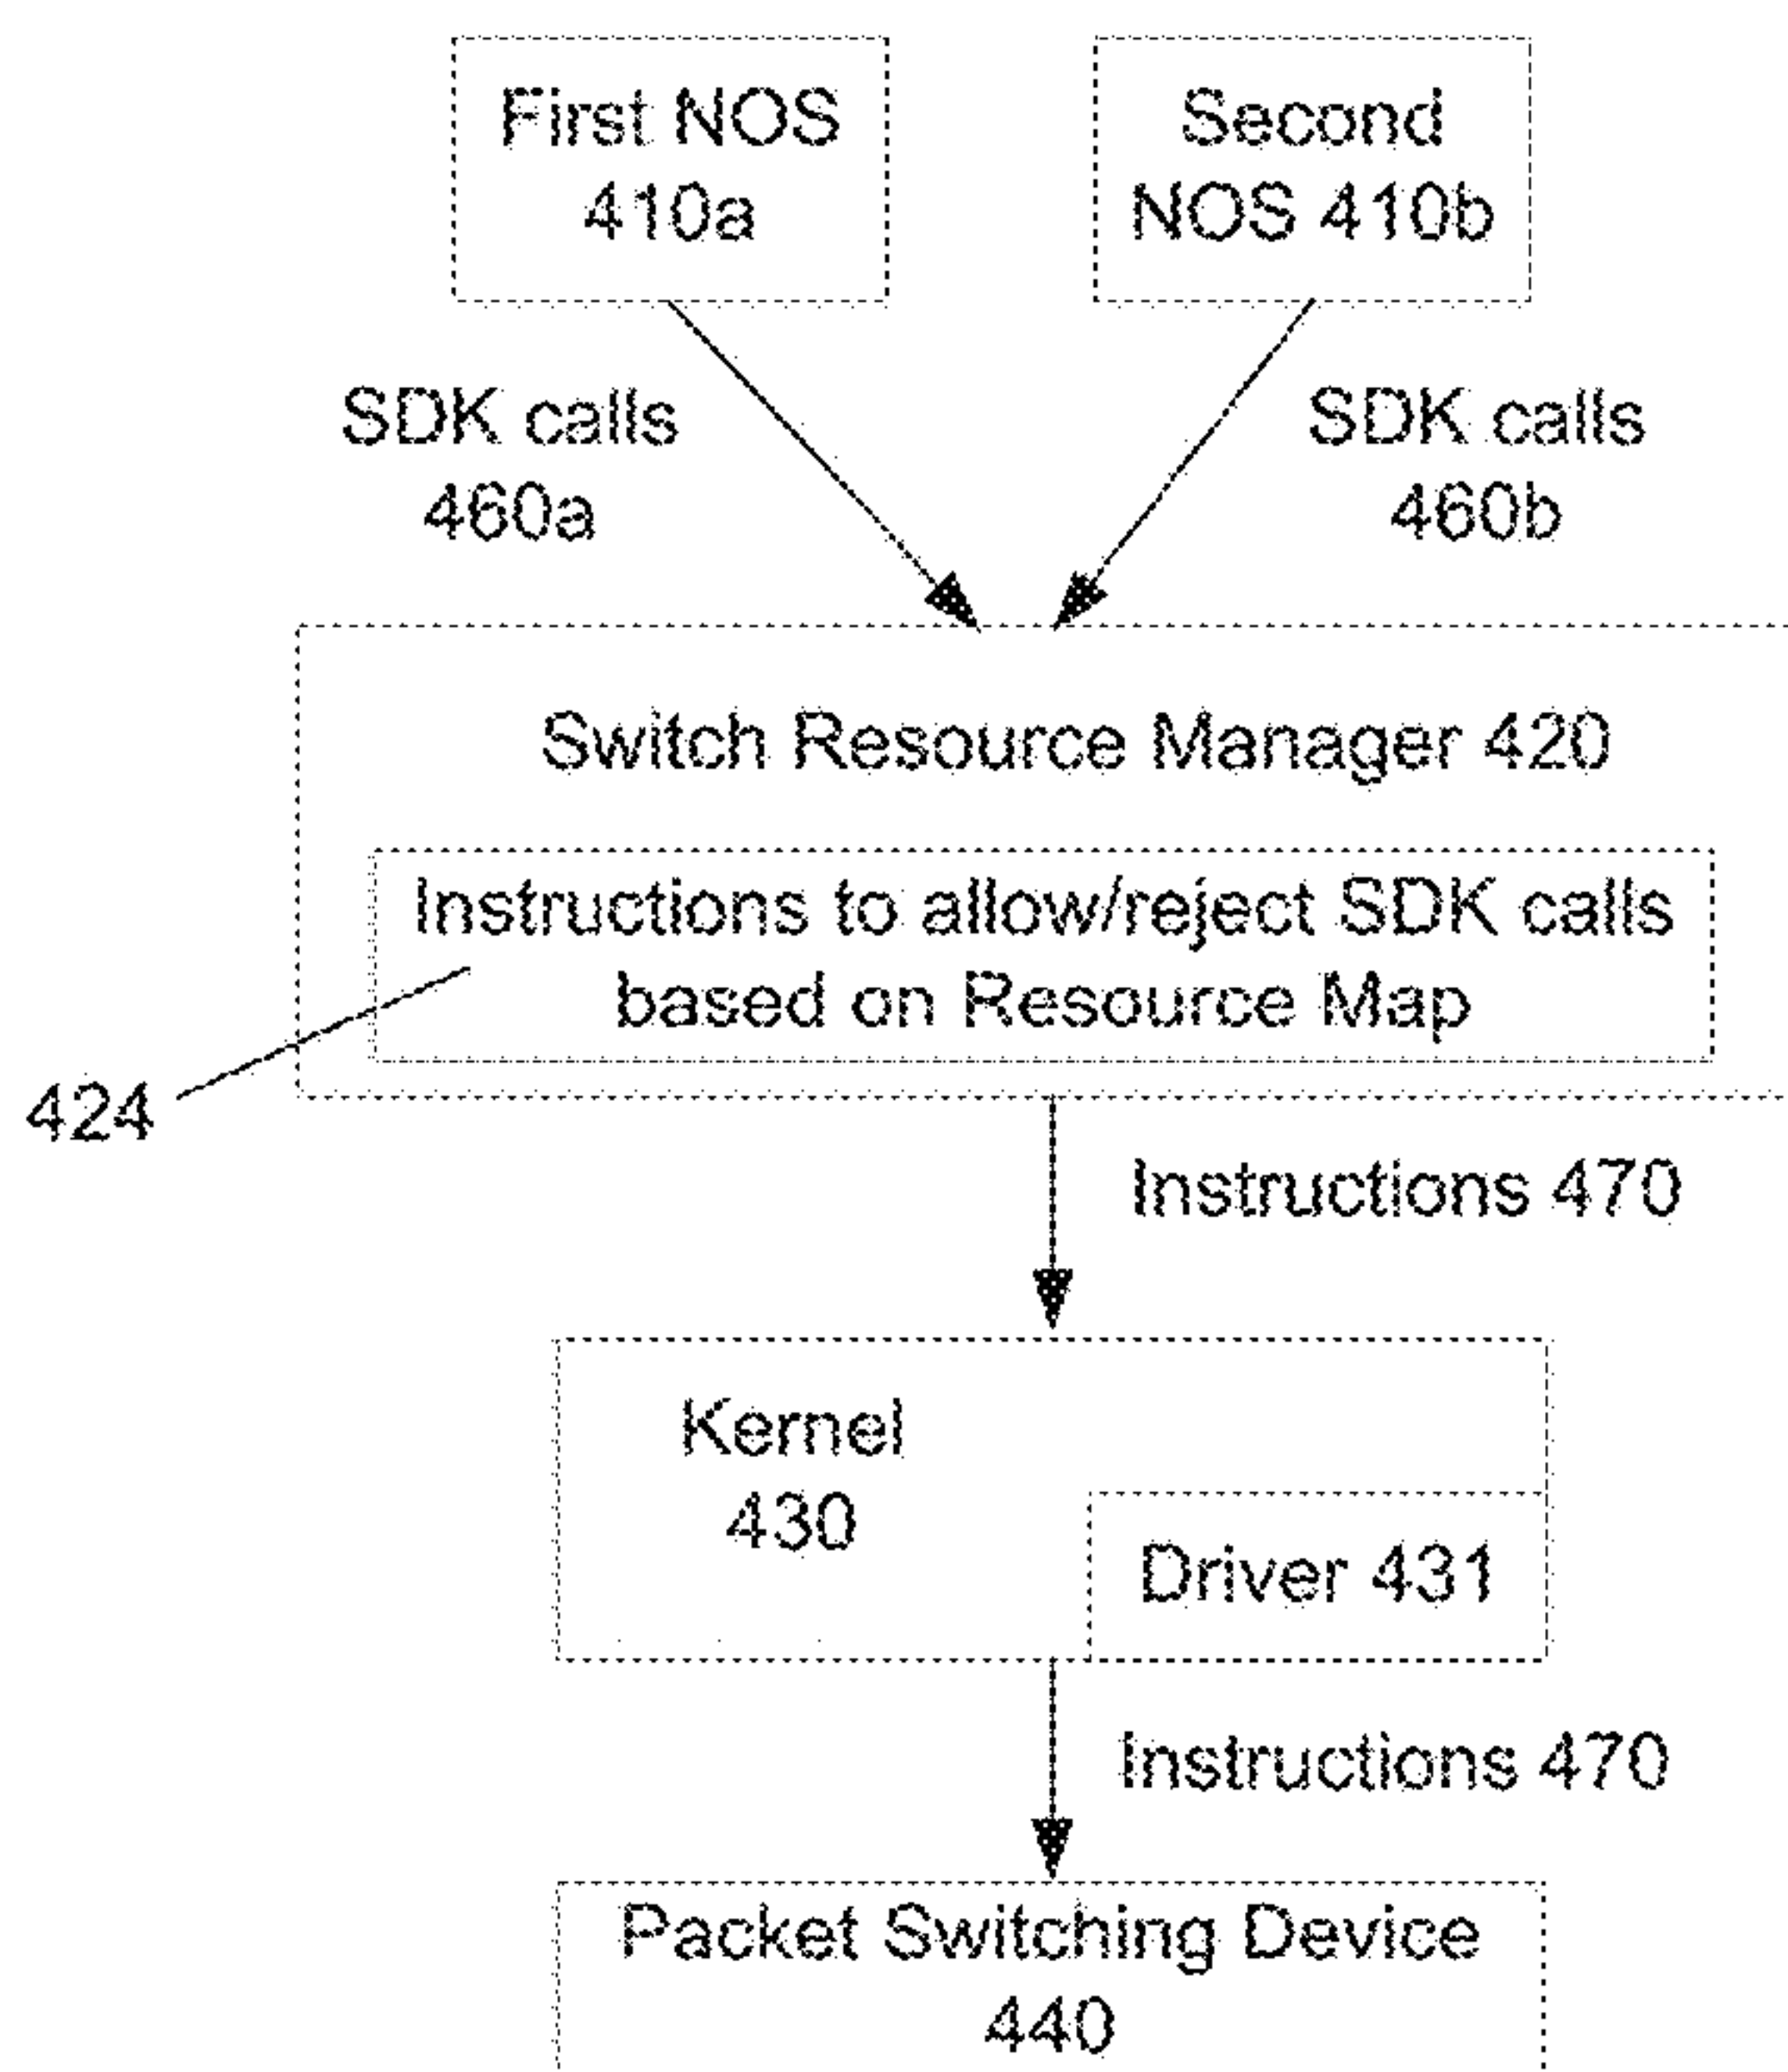 First NOS
410a
Second
NOS 410b
SDK calls
460a
SDK calls
460b
Switch Resource Manager 420
Instructions to allow/reject SDK calls
based on Resource Map
424
Instructions 470
Kernel
430
Driver 431
Instructions 470
Packet Switching Device
440